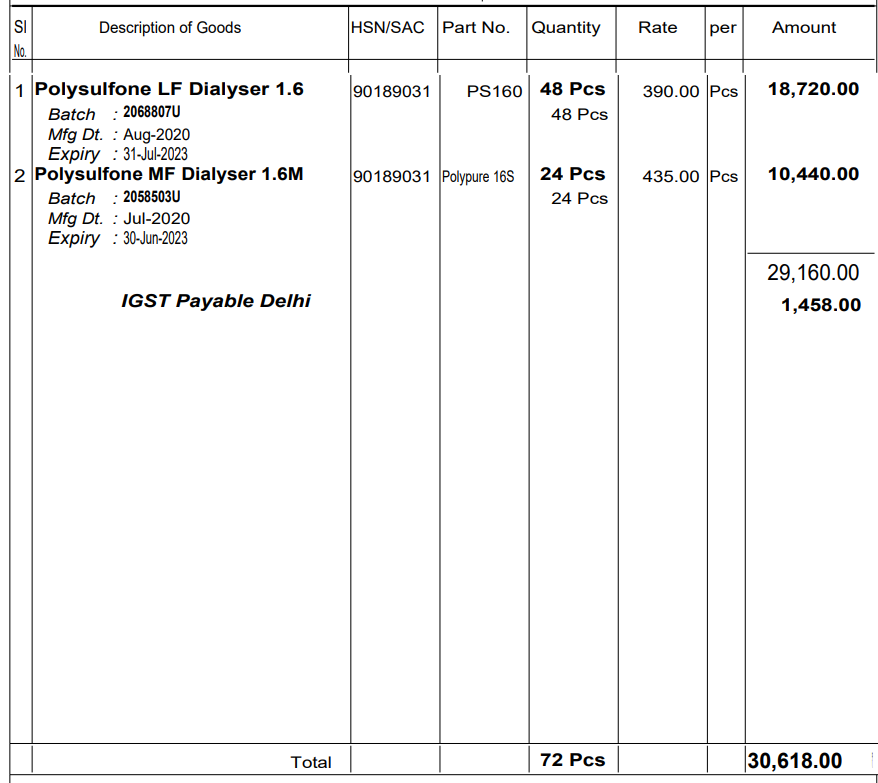 Sl No. Description of Goods HSN/SAC Part No. Quantity Rate per Amount
1 Polysulfone LF Dialyser 1.6 90189031 PS160 48 Pcs 390.00 Pcs 18,720.00
Batch : 2068807U 48 Pcs
Mfg Dt. : Aug-2020
Expiry : 31-Jul-2023
2 Polysulfone MF Dialyser 1.6M 90189031 Polypure 16S 24 Pcs 435.00 Pcs 10,440.00
Batch : 2058503U 24 Pcs
Mfg Dt. : Jul-2020
Expiry : 30-Jun-2023
29,160.00
IGST Payable Delhi 1,458.00
Total 72 Pcs 30,618.00